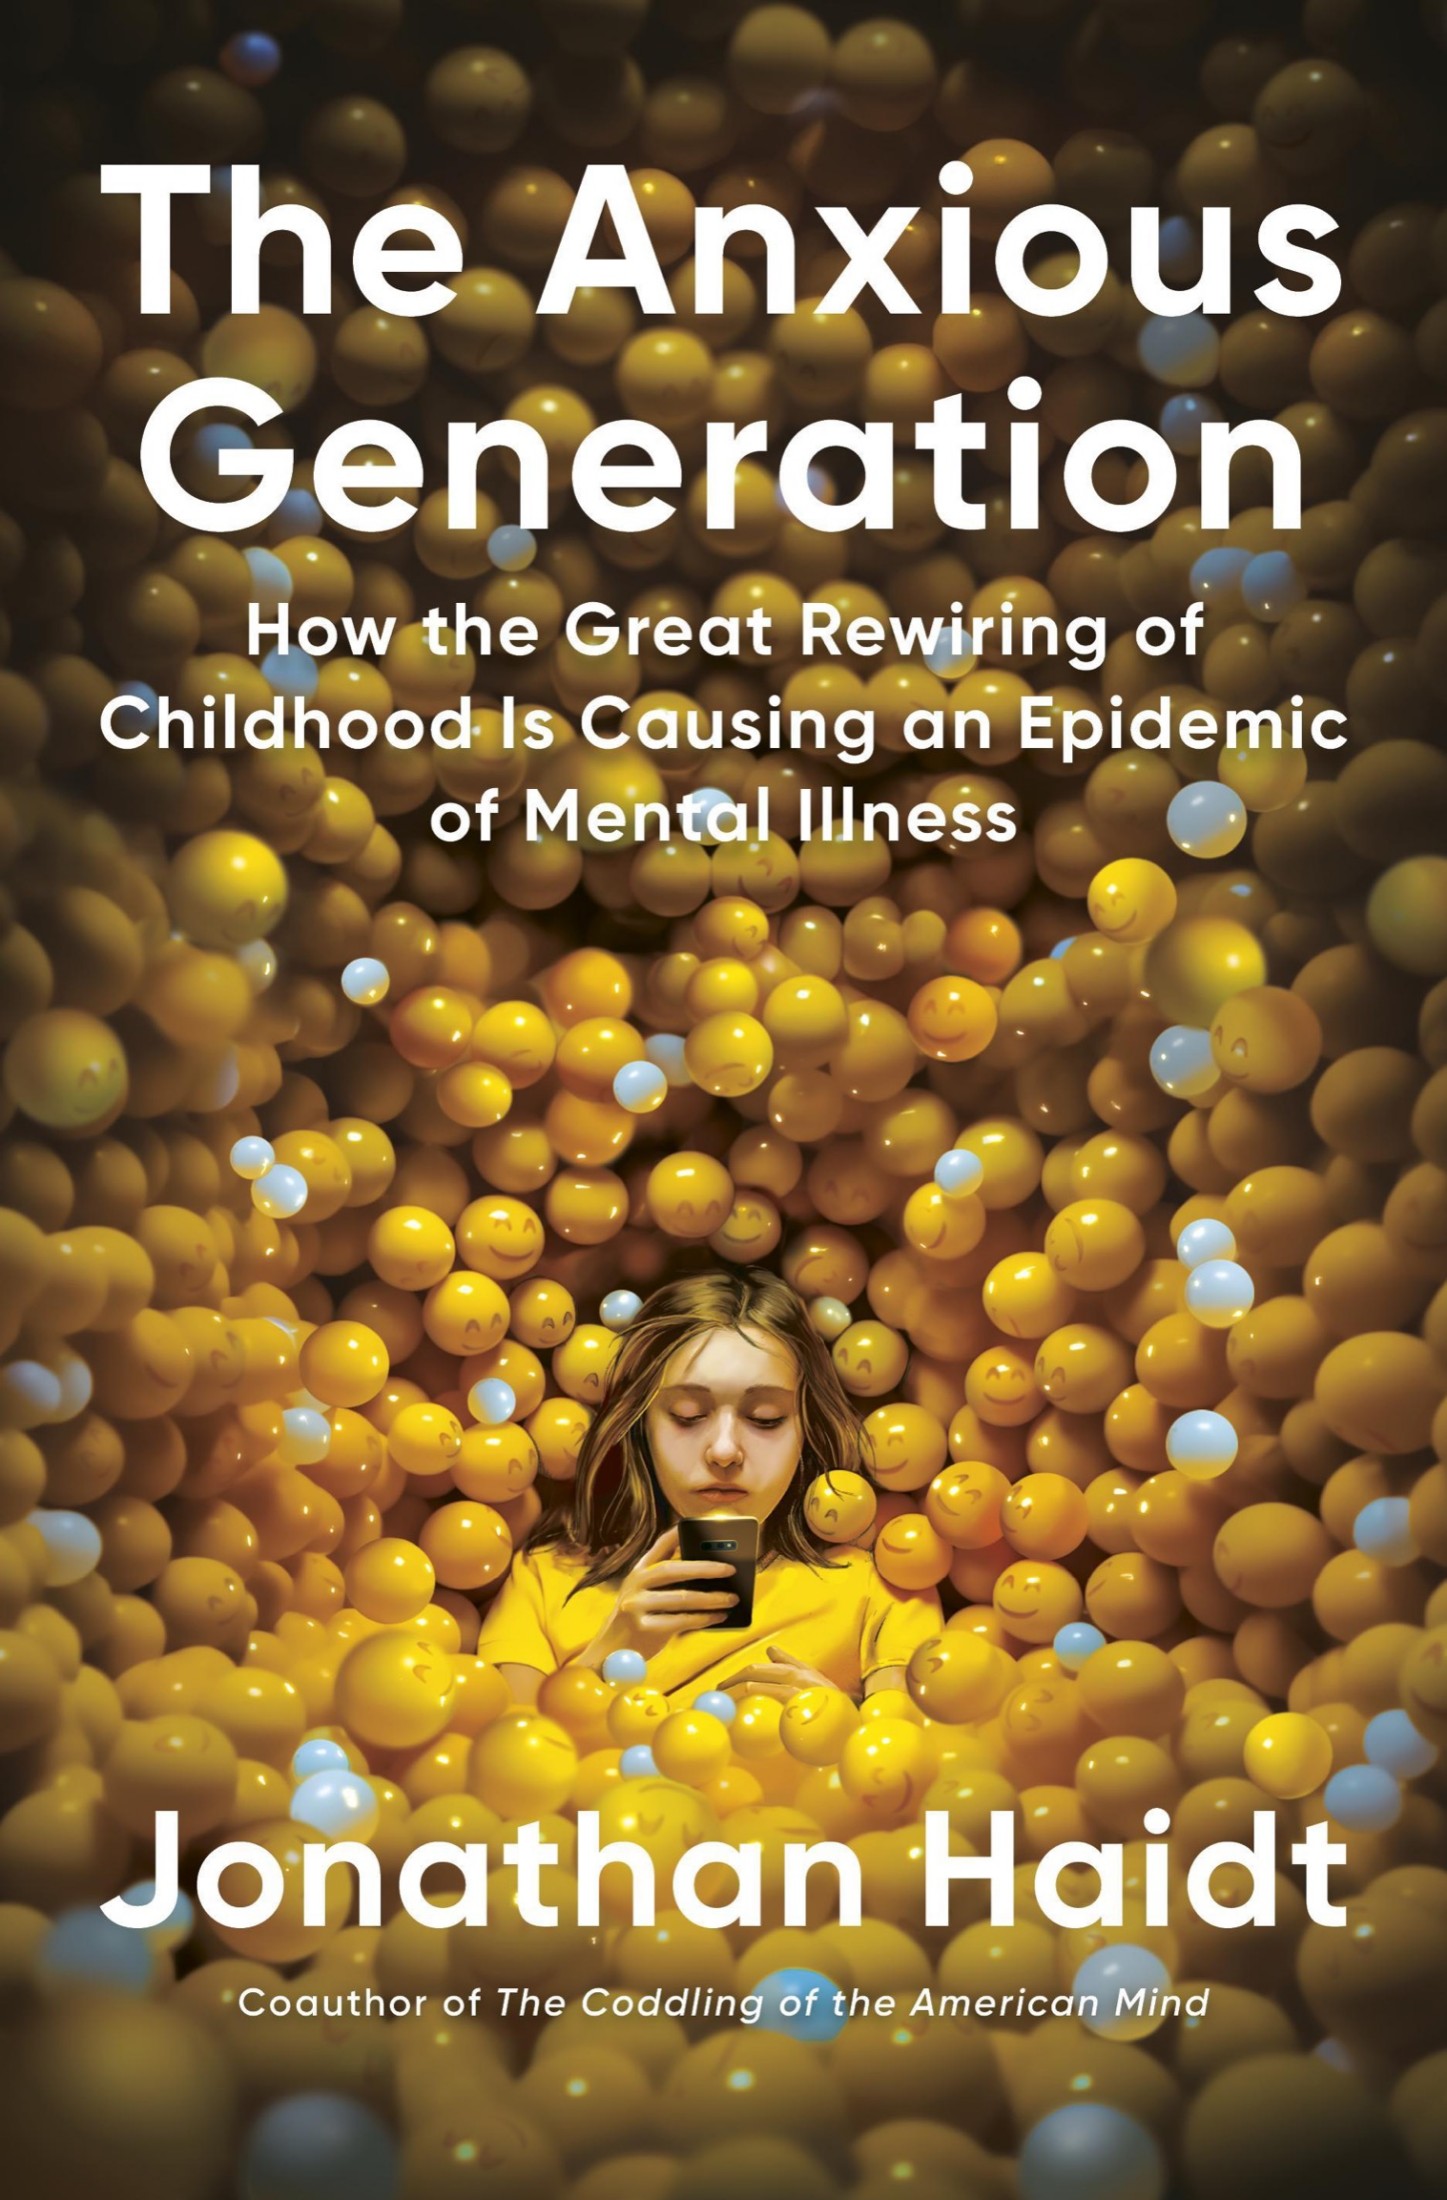 The Anxious
Generation
How the Great Rewiring of
Childhood Is Causing an Epidemic
of Mental Illness
Jonathan Haidt
Coauthor of The Coddling of the American Mind